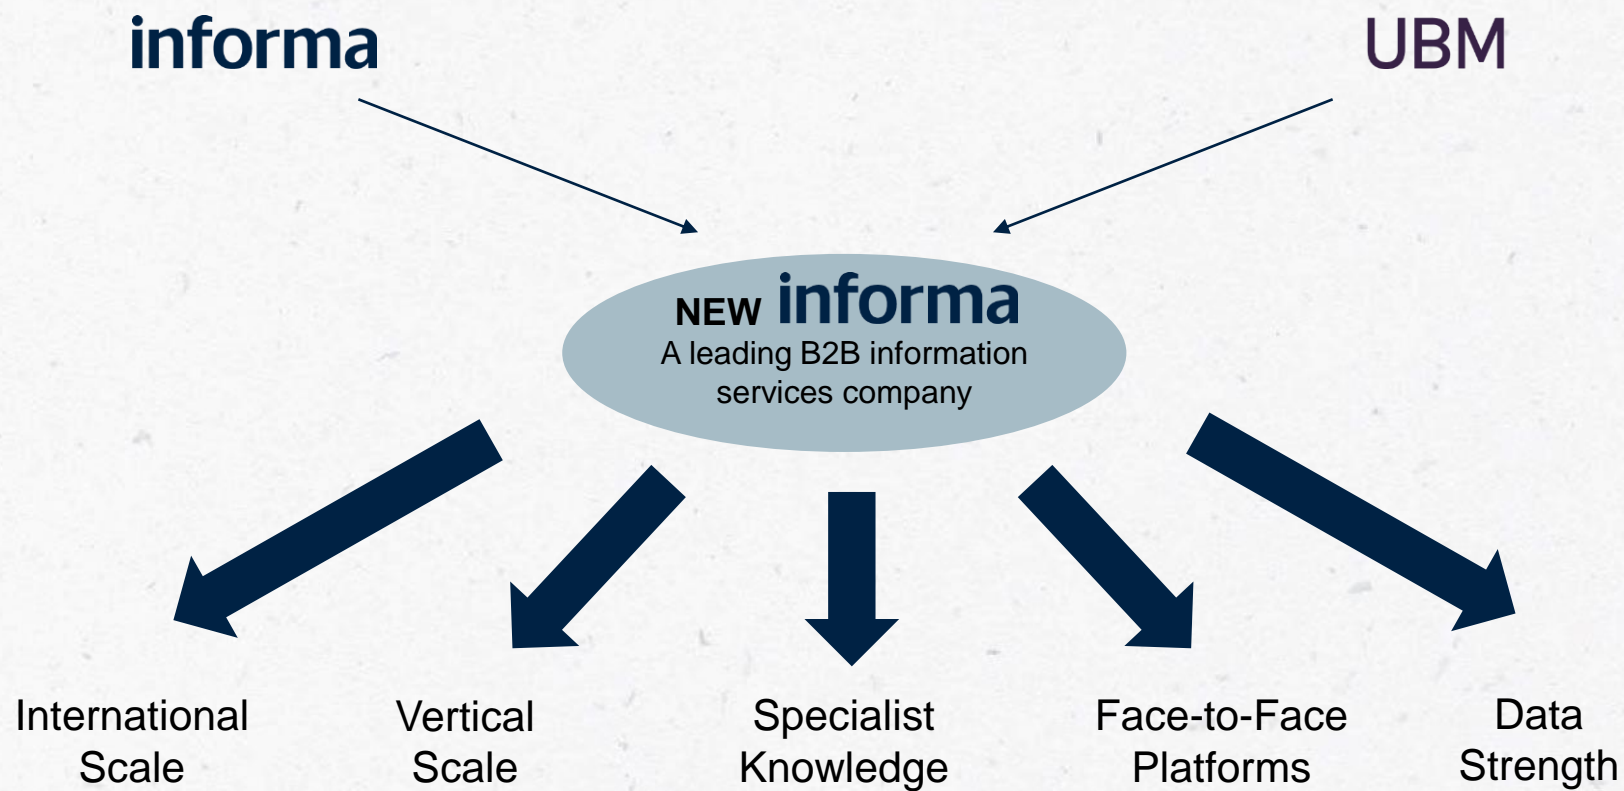 informa
UBM
NEW informa
A leading B2B information
services company
International
Scale
Vertical
Scale
Specialist
Knowledge
Face-to-Face
Platforms
Data
Strength